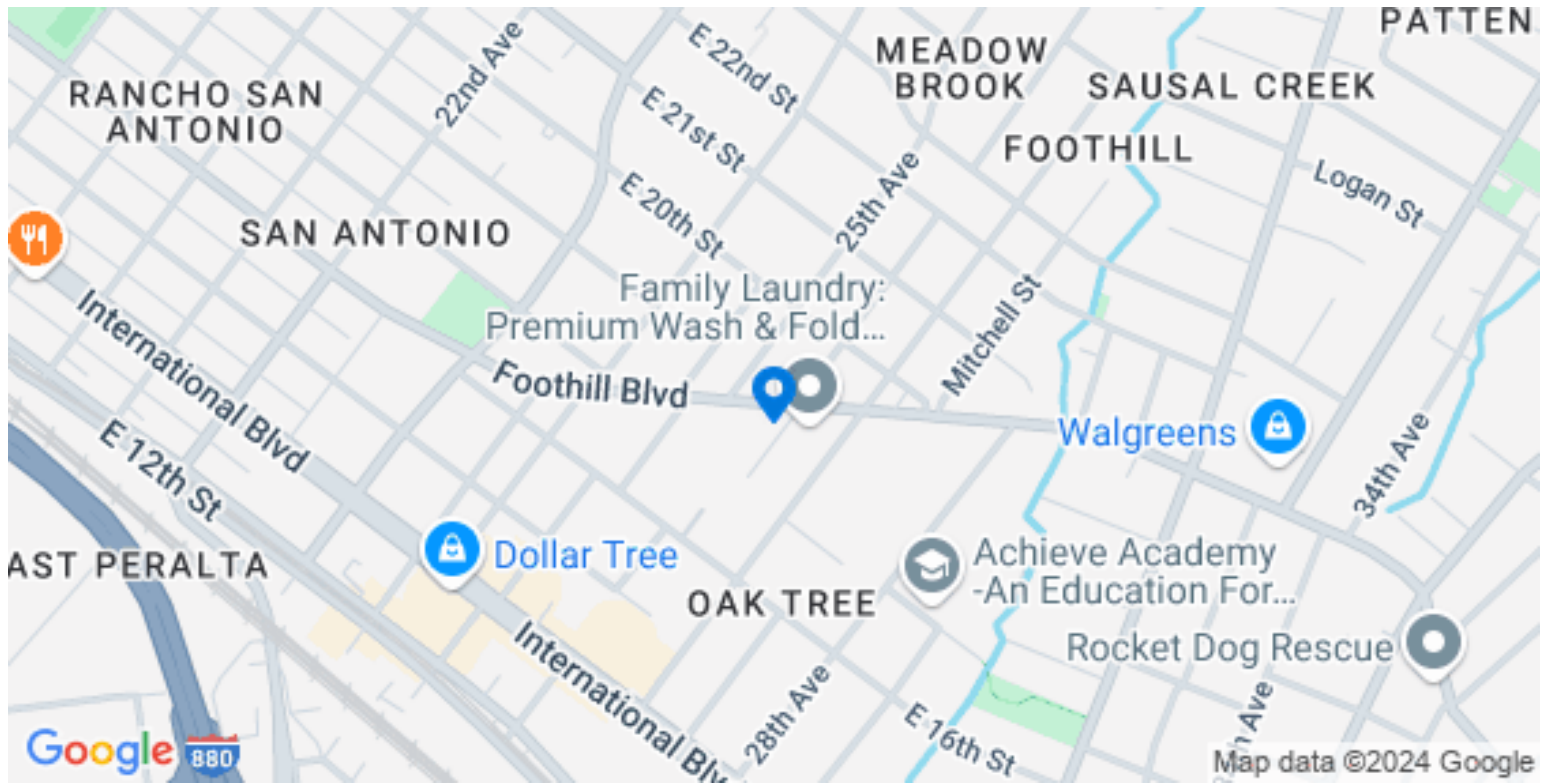 PATTEN
MEADOW
BROOK
SAUSAL CREEK
RANCHO SAN
ANTONIO
22nd Ave
E 22nd St
E 21st St
FOOTHILL
25th Ave
Logan St
E 20th St
SAN ANTONIO
Family Laundry:
Premium Wash & Fold...
Mitchell St
International Blvd
Foothill Blvd
Walgreens
34th Ave
E 12th St
Dollar Tree
Achieve Academy
-An Education For...
AST PERALTA
OAK TREE
Rocket Dog Rescue
International Blv
28th Ave
E 16th St
h Ave
Google
880
Map data ©2024 Google